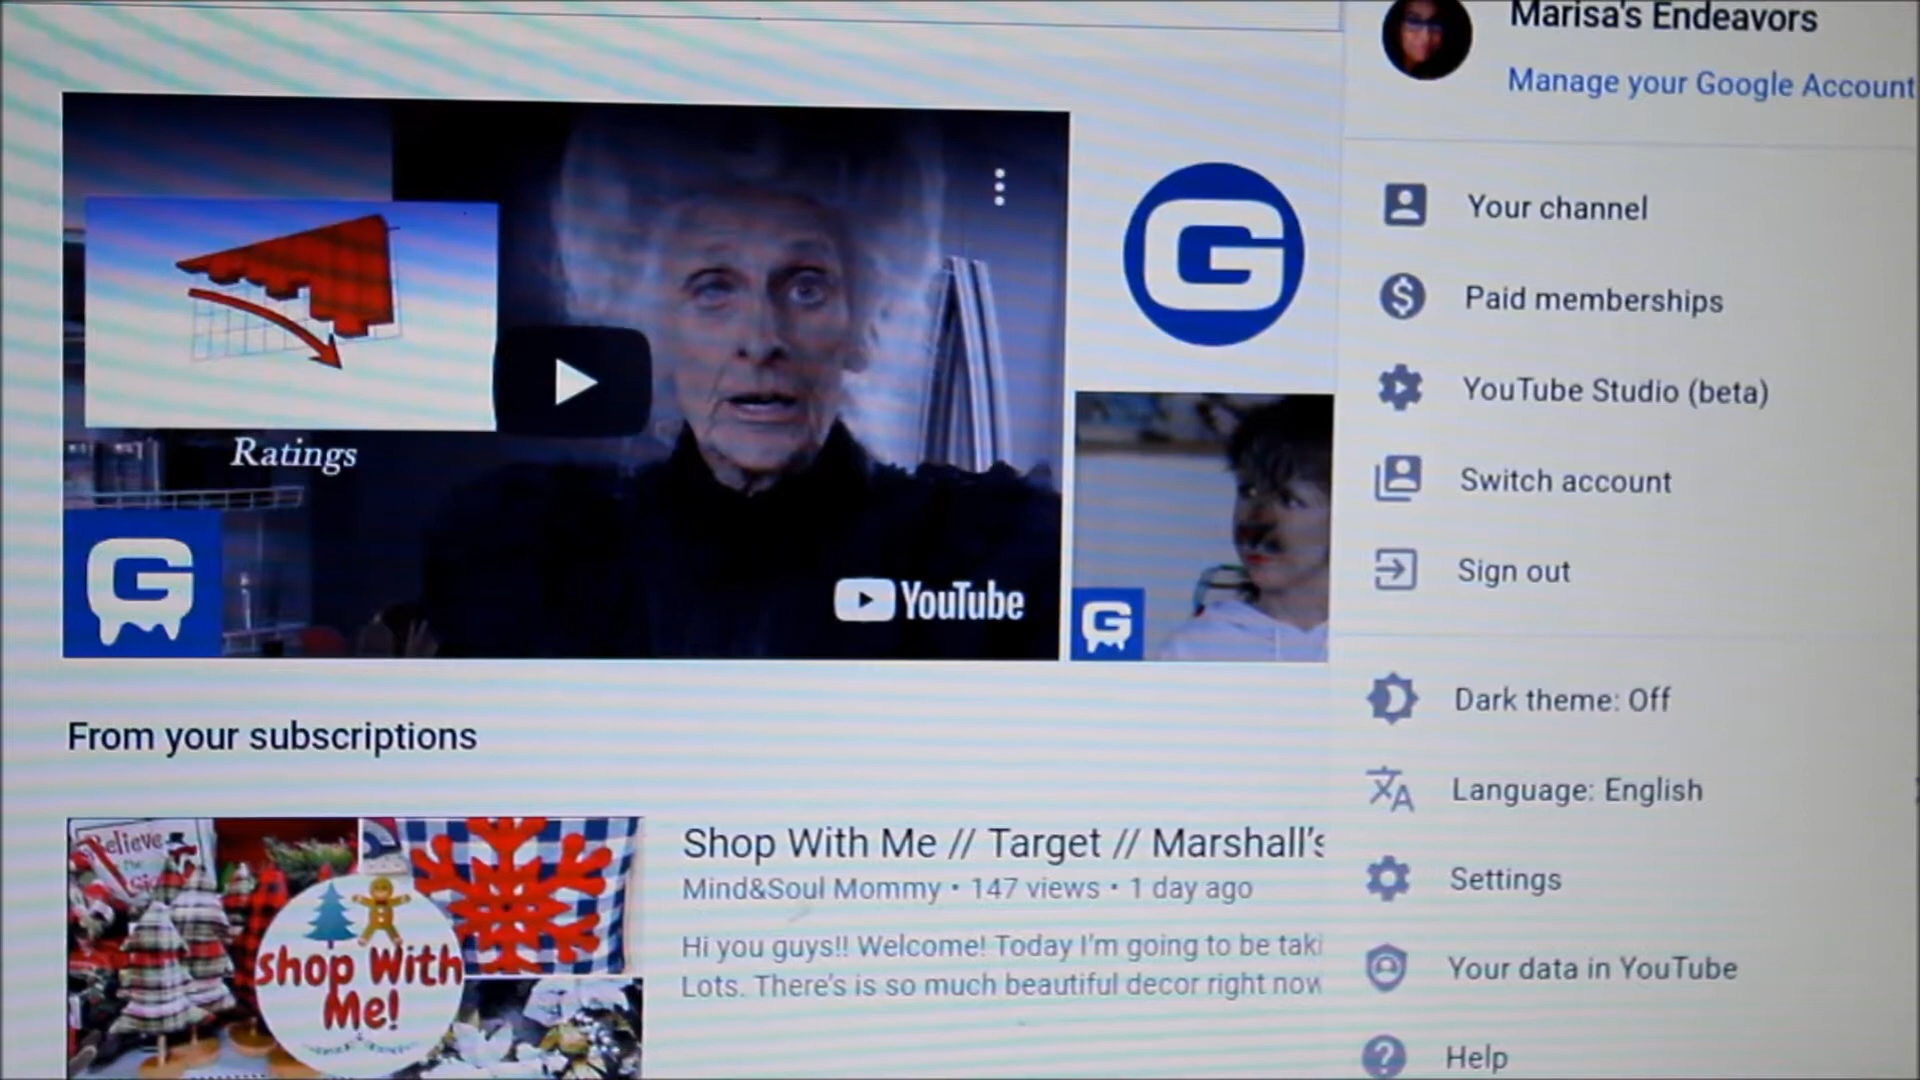 Marisa's Endeavors
Manage your Google Account
Your channel
Paid memberships
YouTube Studio (beta)
Switch account
Sign out
Dark theme: Off
Language: English
Settings
Your data in YouTube
Help
Ratings
G
G
G
YouTube
From your subscriptions
Believe
the
shop With
Me!
Shop With Me // Target // Marshall's
Mind&Soul Mommy • 147 views • 1 day ago
Hi you guys!! Welcome! Today I'm going to be taki
Lots. There's is so much beautiful decor right now